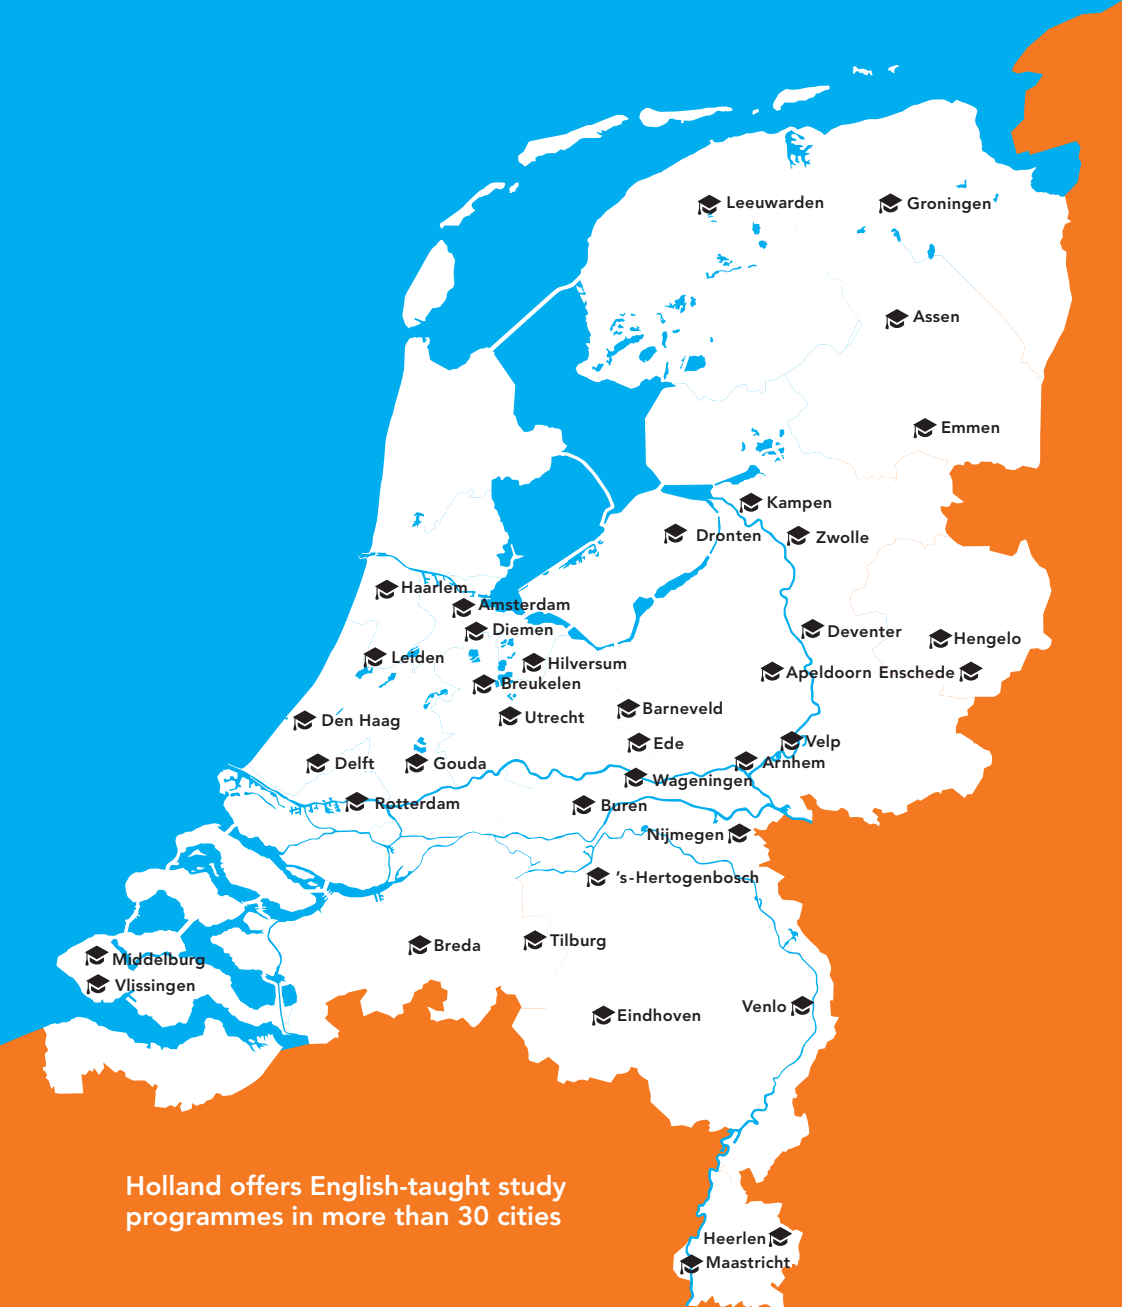 Leeuwarden
Groningen
Assen
Emmen
Kampen
Dronten
Zwolle
Haarlem
Amsterdam
Diemen
Deventer
Hengelo
Leiden
Hilversum
Apeldoorn
Enschede
Breukelen
Barneveld
Utrecht
Den Haag
Ede
Velp
Delft
Gouda
Arnhem
Wageningen
Rotterdam
Buren
Nijmegen
's-Hertogenbosch
Breda
Tilburg
Middelburg
Vlissingen
Venlo
Eindhoven
Holland offers English-taught study
programmes in more than 30 cities
Heerlen
Maastricht